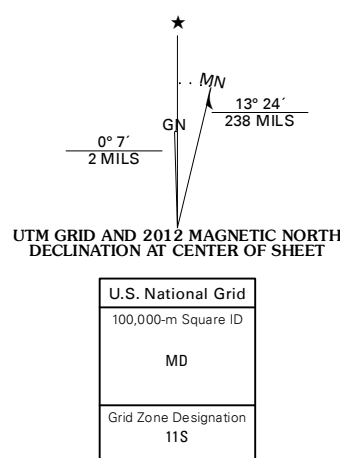 ★
MN
GN
13° 24´
238 MILS
0° 7´
2 MILS
UTM GRID AND 2012 MAGNETIC NORTH
DECLINATION AT CENTER OF SHEET
U.S. National Grid
100,000-m Square ID
MD
Grid Zone Designation
11S